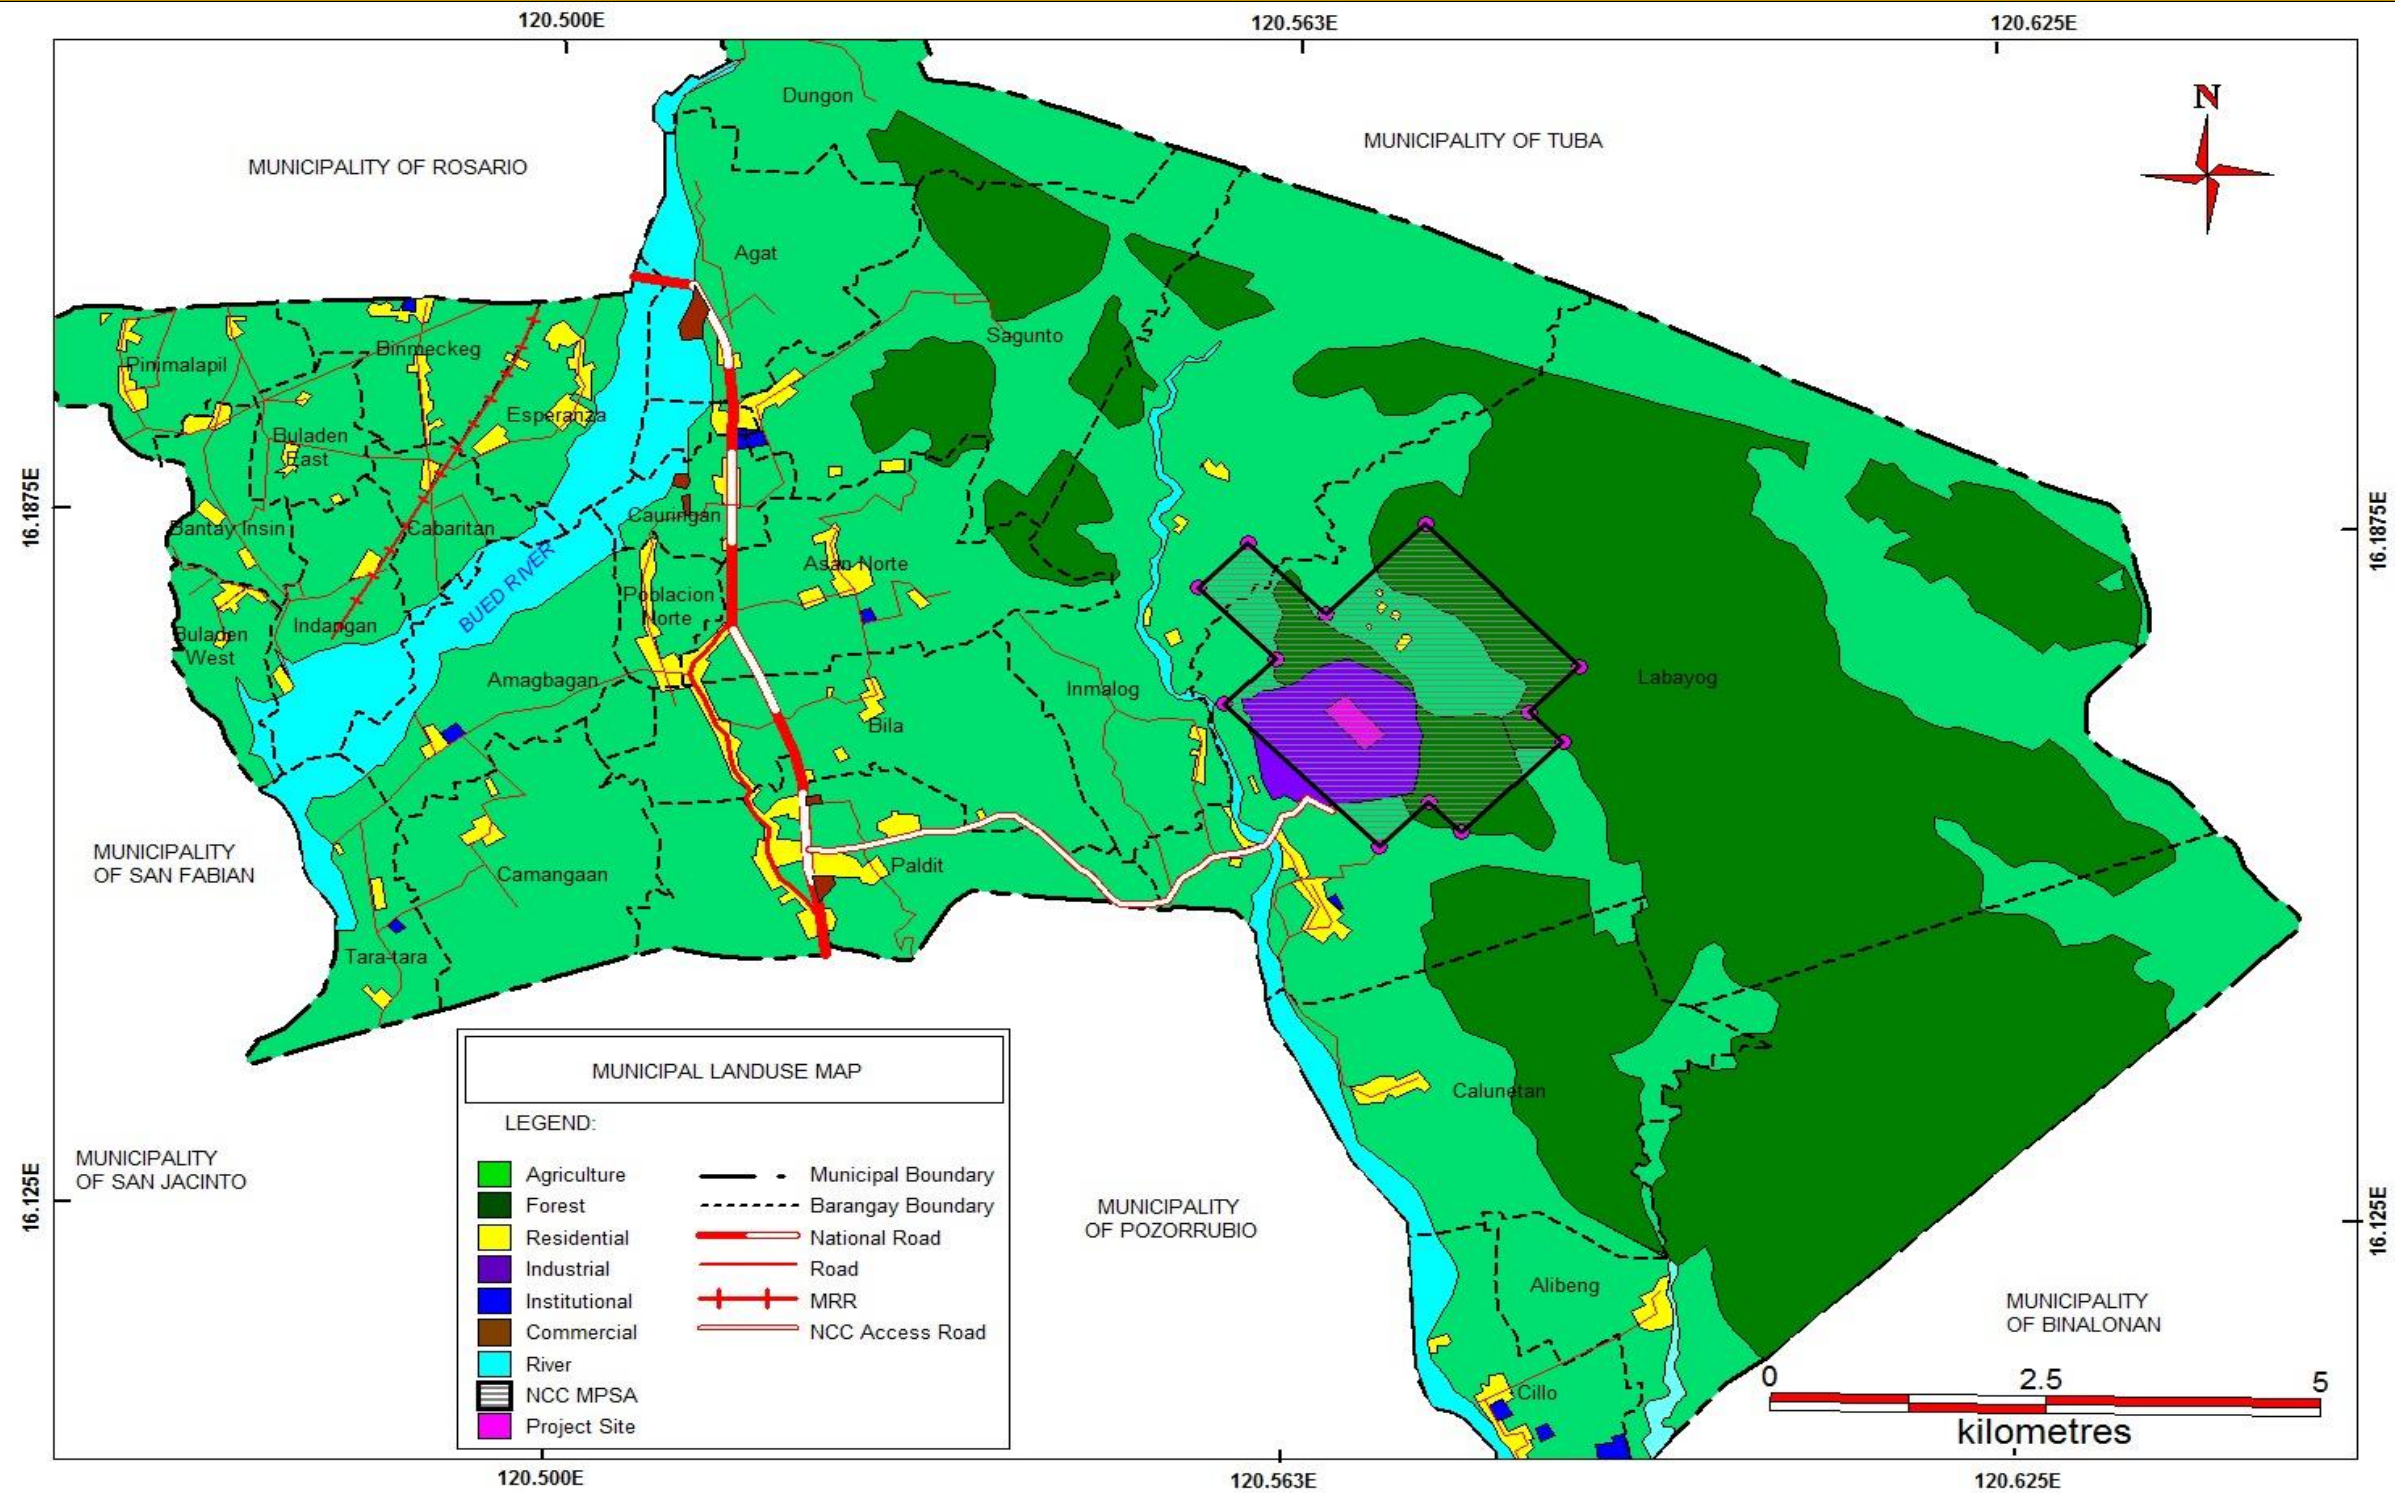 120.500E
120.563E
120.625E
N
Dungon
MUNICIPALITY OF TUBA
MUNICIPALITY OF ROSARIO
Agat
Sagunto
Binmeckeg
Pinmalapil
Esperanza
Buladen
East
16.1875E
16.1875E
Bantay Insin
Cabaritan
Cauringan
BUED RIVER
Asan Norte
Poblacion
Norte
Indangan
Buladen
West
Amagbagan
Inmalog
Labayog
Bila
MUNICIPALITY
OF SAN FABIAN
Camangaan
Paldit
Tara-tara
MUNICIPAL LANDUSE MAP
LEGEND:
Agriculture
Forest
Residential
Industrial
Institutional
Commercial
River
NCC MPSA
Project Site
Municipal Boundary
Barangay Boundary
National Road
Road
MRR
NCC Access Road
Calunetan
MUNICIPALITY
OF SAN JACINTO
16.125E
16.125E
MUNICIPALITY
OF POZORRUBIO
Alibeng
MUNICIPALITY
OF BINALONAN
Cillo
0
2.5
5
kilometres
120.500E
120.563E
120.625E